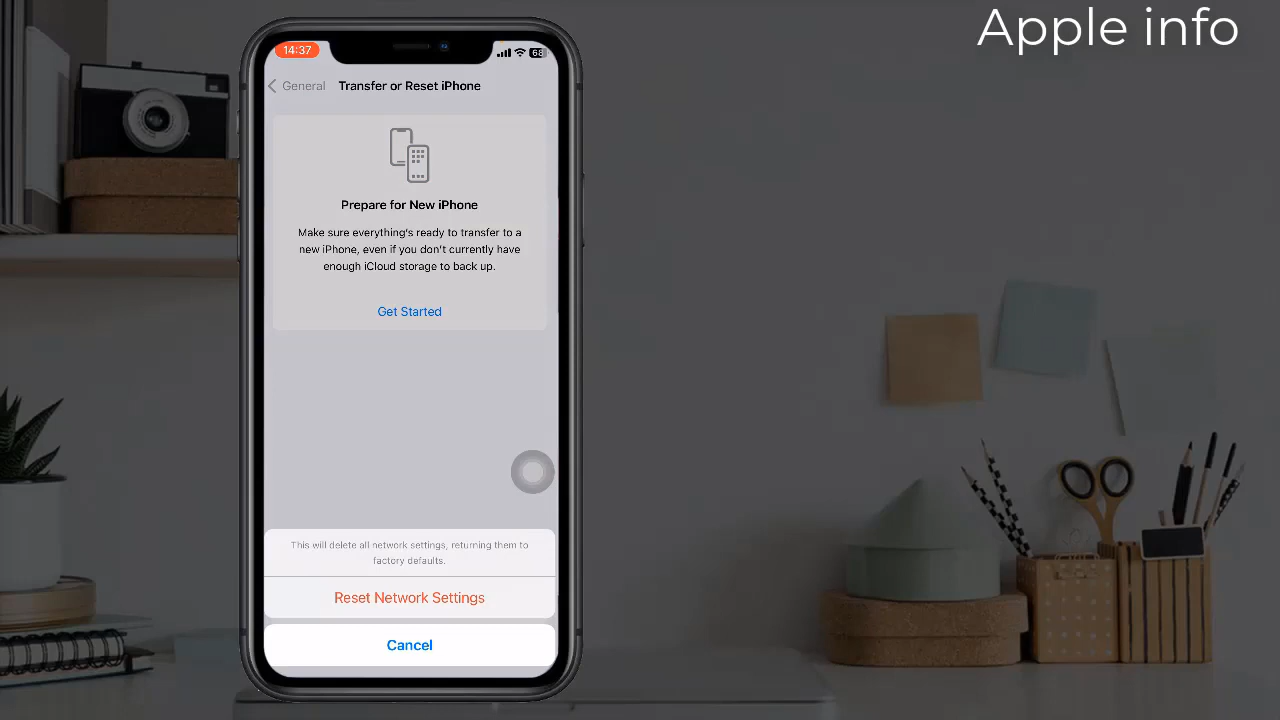 Apple info
14:37
68
General
Transfer or Reset iPhone
Prepare for New iPhone
Make sure everything's ready to transfer to a
new iPhone, even if you don't currently have
enough iCloud storage to back up.
Get Started
This will delete all network settings, returning them to
factory defaults.
Reset Network Settings
Cancel